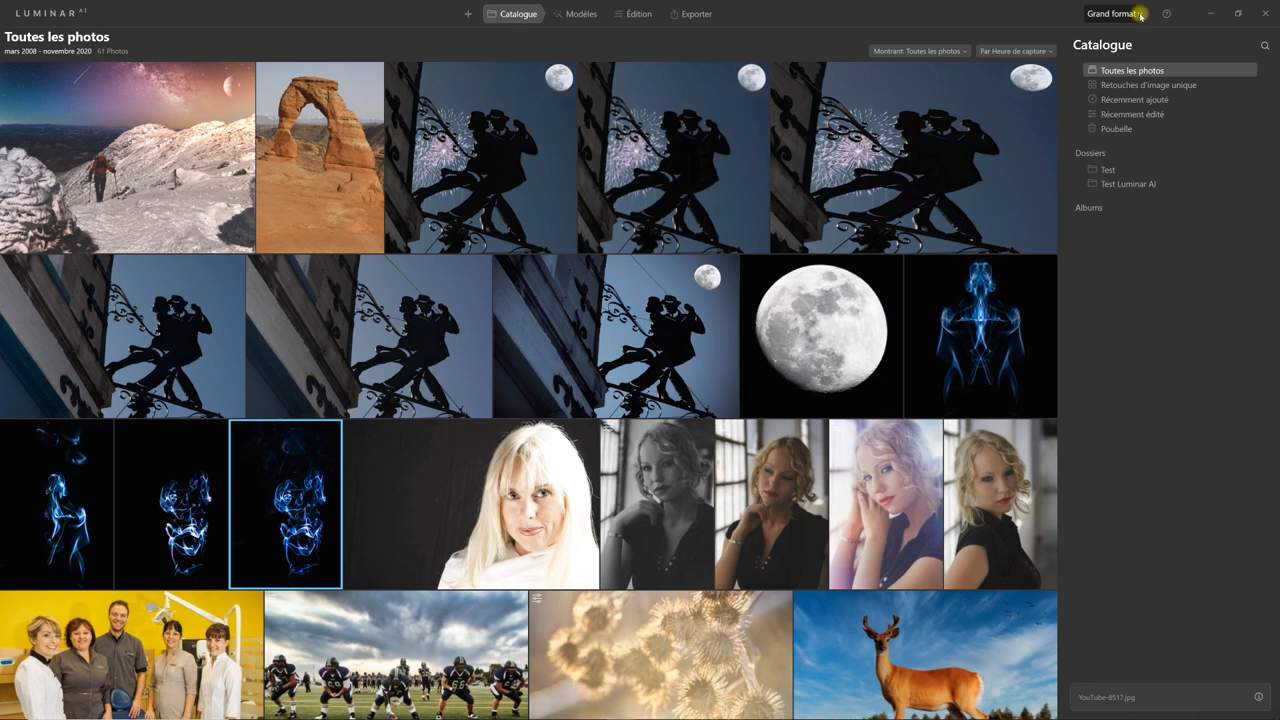 LUMINAR AI
Catalogue
Modèles
Édition
Exporter
Grand format
Toutes les photos
mars 2008 - novembre 2020 61 Photos
Montrant: Toutes les photos
Par Heure de capture
Catalogue
Toutes les photos
Retouches d'image unique
Récemment ajouté
Récemment édité
Poubelle
Dossiers
Test
Test Luminar AI
Albums
YouTube-8517.jpg